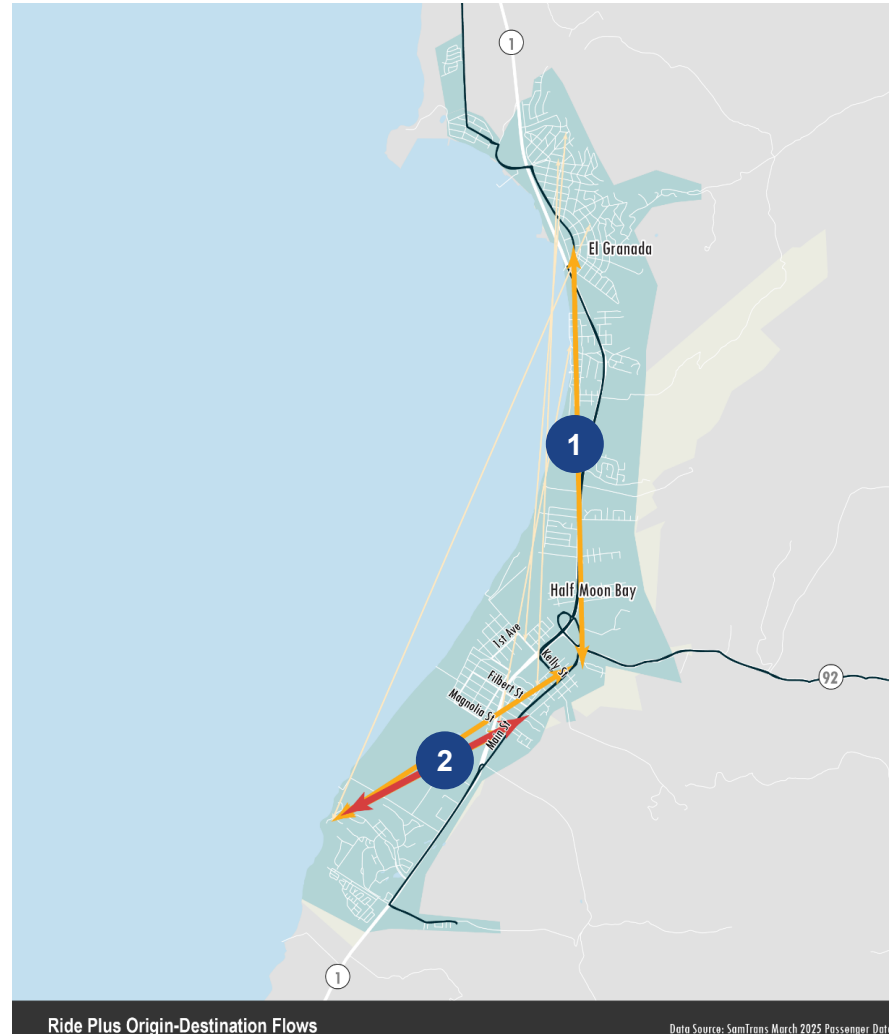 1
El Granada
1
Half Moon Bay
1st Ave
Kelly St
92
Filbert St
Magnolia St
Main St
2
1
Ride Plus Origin-Destination Flows
Data Source: SamTrans March 2025 Passenger Data